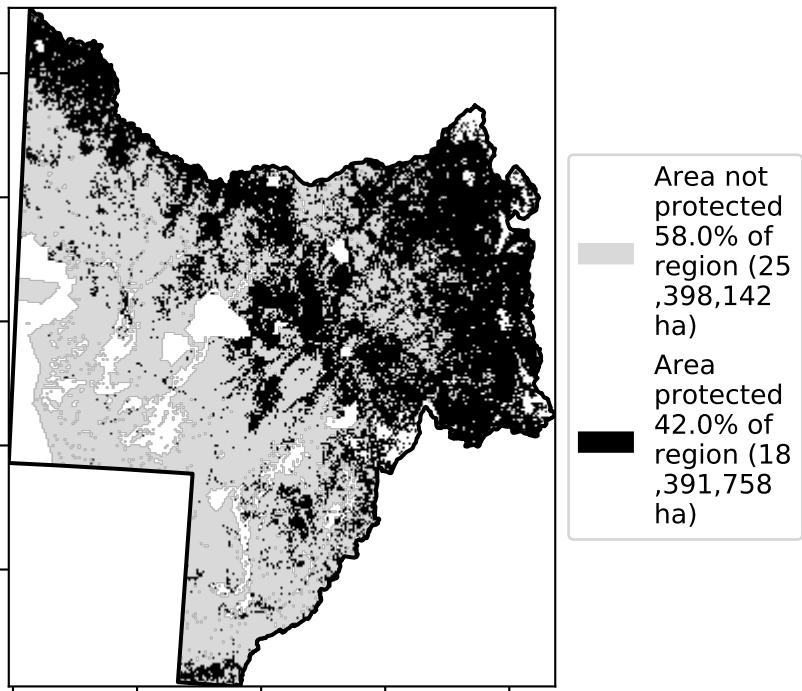 Area not
protected
58.0% of
region (25
,398,142
ha)
Area
protected
42.0% of
region (18
,391,758
ha)